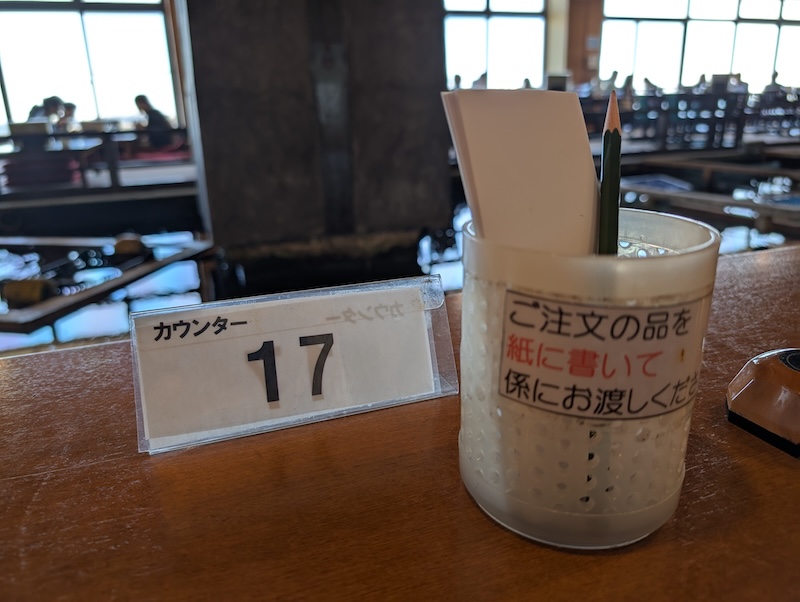 カウンター
17
ご注文の品を
紙に書いて
係にお渡しくださ